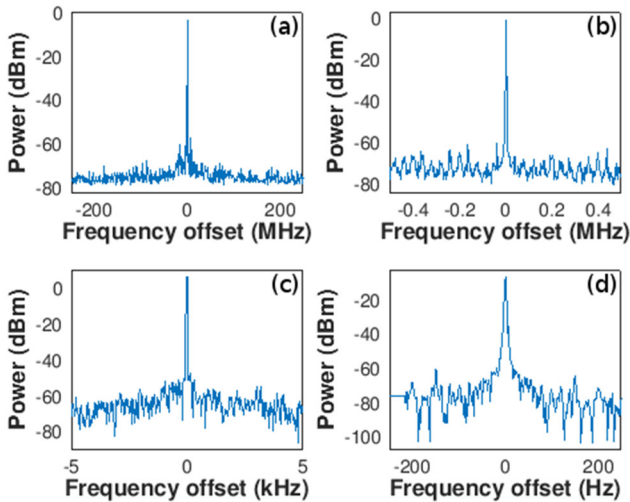 (a)
Power (dBm)
0
-20
-40
-60
-80
-200 0 200
Frequency offset (MHz)
(b)
Power (dBm)
0
-20
-40
-60
-80
-0.4 -0.2 0 0.2 0.4
Frequency offset (MHz)
(c)
Power (dBm)
0
-20
-40
-60
-80
-5 0 5
Frequency offset (kHz)
(d)
Power (dBm)
-20
-40
-60
-80
-100
-200 0 200
Frequency offset (Hz)